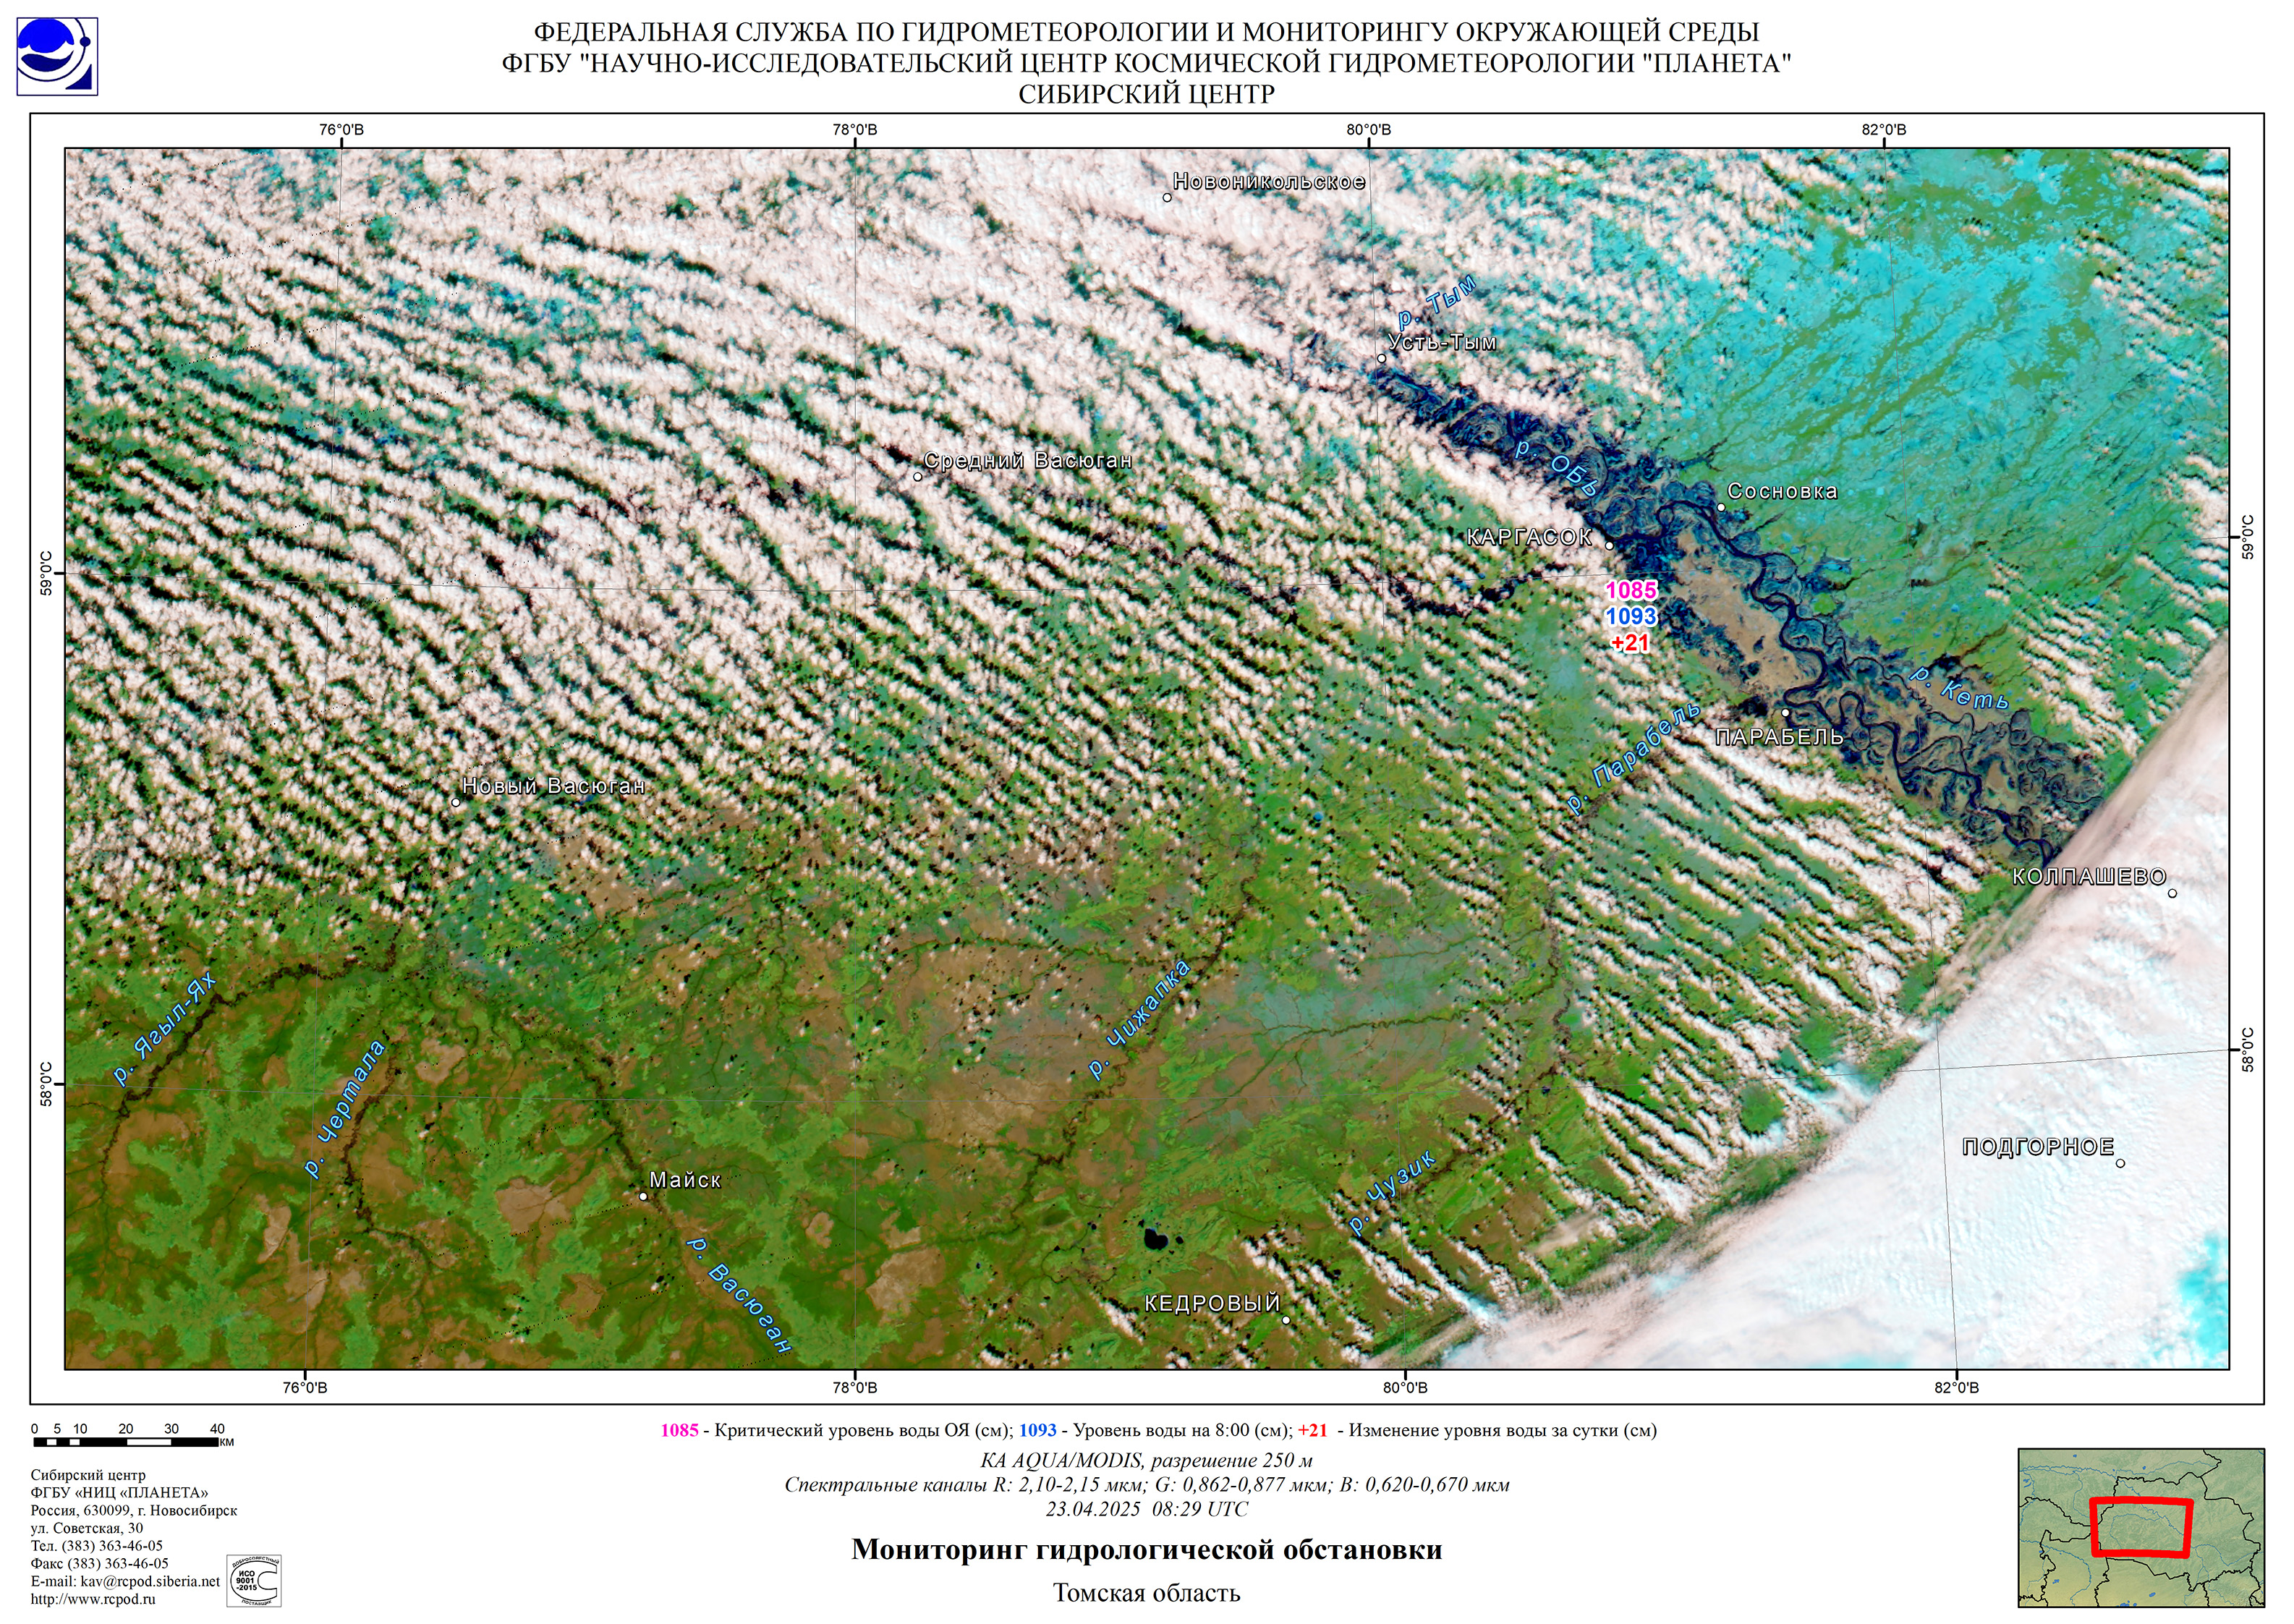 ФЕДЕРАЛЬНАЯ СЛУЖБА ПО ГИДРОМЕТЕОРОЛОГИИ И МОНИТОРИНГУ ОКРУЖАЮЩЕЙ СРЕДЫ
ФГБУ "НАУЧНО-ИССЛЕДОВАТЕЛЬСКИЙ ЦЕНТР КОСМИЧЕСКОЙ ГИДРОМЕТЕОРОЛОГИИ "ПЛАНЕТА"
СИБИРСКИЙ ЦЕНТР
76°0'В 78°0'В 80°0'В 82°0'В
Новоникольское
р. Тым
Усть-Тым
р. Обь
Средний Васюган
Сосновка
КАРГАСОК
59°0'С
59°0'С
1085
1093
+21
р. Кеть
р. Парабель
ПАРАБЕЛЬ
Новый Васюган
КОЛПАШЕВО
р. Ягыл-Ях
р. Чижапка
р. Чертала
58°0'С
58°0'С
ПОДГОРНОЕ
Майск
р. Чузик
р. Васюган
КЕДРОВЫЙ
76°0'В 78°0'В 80°0'В 82°0'В
0 5 10 20 30 40
км
1085 - Критический уровень воды ОЯ (см); 1093 - Уровень воды на 8:00 (см); +21 - Изменение уровня воды за сутки (см)
КА AQUA/MODIS, разрешение 250 м
Спектральные каналы R: 2,10-2,15 мкм; G: 0,862-0,877 мкм; B: 0,620-0,670 мкм
23.04.2025 08:29 UTC
Мониторинг гидрологической обстановки
Томская область
Сибирский центр
ФГБУ «НИЦ «ПЛАНЕТА»
Россия, 630099, г. Новосибирск
ул. Советская, 30
Тел. (383) 363-46-05
Факс (383) 363-46-05
E-mail: kav@rcpod.siberia.net
http://www.rcpod.ru
ДОБРОСОВЕСТНЫЙ
ИСО
9001
-2015
ПОСТАВЩИК